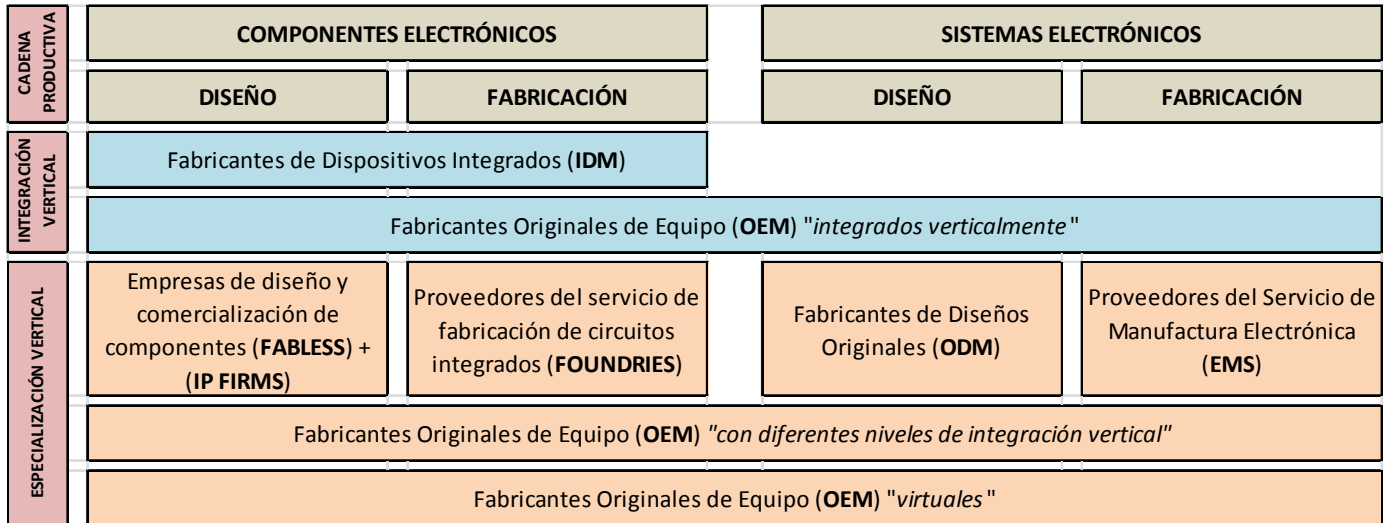 CADENA
PRODUCTIVA
COMPONENTES ELECTRÓNICOS
SISTEMAS ELECTRÓNICOS
DISEÑO
FABRICACIÓN
DISEÑO
FABRICACIÓN
INTEGRACIÓN
VERTICAL
Fabricantes de Dispositivos Integrados (IDM)
Fabricantes Originales de Equipo (OEM) "integrados verticalmente"
ESPECIALIZACIÓN VERTICAL
Empresas de diseño y
comercialización de
componentes (FABLESS) +
(IP FIRMS)
Proveedores del servicio de
fabricación de circuitos
integrados (FOUNDRIES)
Fabricantes de Diseños
Originales (ODM)
Proveedores del Servicio de
Manufactura Electrónica
(EMS)
Fabricantes Originales de Equipo (OEM) "con diferentes niveles de integración vertical"
Fabricantes Originales de Equipo (OEM) "virtuales"